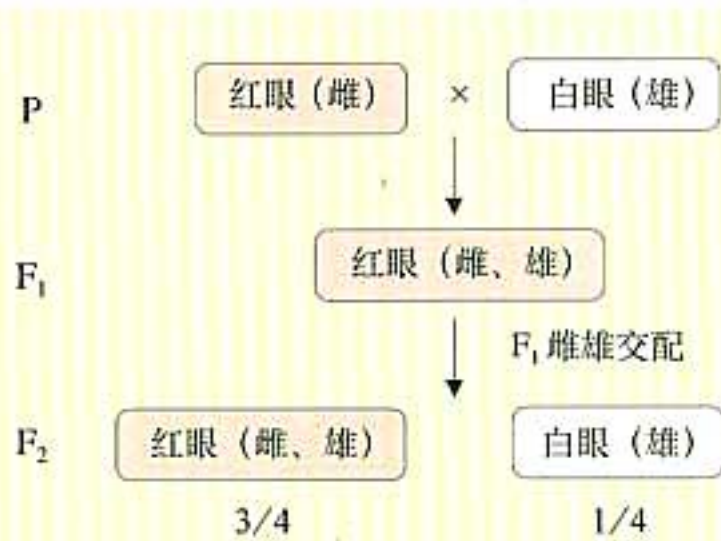 P 红眼（雌） × 白眼（雄）
F₁ 红眼（雌、雄）
F₁ 雌雄交配
F₂ 红眼（雌、雄） 白眼（雄）
3/4 1/4